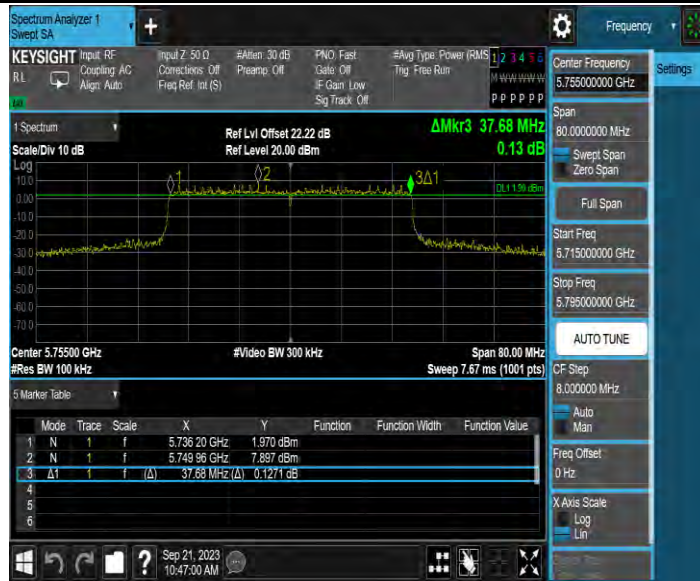 Spectrum Analyzer 1
Swept SA
Frequency
KEYSIGHT
RL
Input: RF
Coupling: AC
Align: Auto
Input Z: 50 Ω
Corrections: Off
Freq Ref: Int (S)
#Atten: 30 dB
Preamp: Off
PNO: Fast
Gate: Off
IF Gain: Low
Sig Track: Off
#Avg Type: Power (RMS
Trig: Free Run
1 2 3 4 5 6
M W W W W W
P P P P P P
1 Spectrum
Scale/Div 10 dB
Ref Lvl Offset 22.22 dB
Ref Level 20.00 dBm
ΔMkr3 37.68 MHz
0.13 dB
Log
10.0
0.00
-10.0
-20.0
-30.0
-40.0
-50.0
-60.0
-70.0
1
2
3Δ1
DL1 1.90 dBm
Center 5.75500 GHz
#Res BW 100 kHz
#Video BW 300 kHz
Span 80.00 MHz
Sweep 7.67 ms (1001 pts)
5 Marker Table
Mode Trace Scale X Y Function Function Width Function Value
1 N 1 f 5.736 20 GHz 1.970 dBm
2 N 1 f 5.749 96 GHz 7.897 dBm
3 Δ1 1 f (Δ) 37.68 MHz (Δ) 0.1271 dB
4
5
6
Sep 21, 2023
10:47:00 AM
Center Frequency
5.755000000 GHz
Settings
Span
80.0000000 MHz
Swept Span
Zero Span
Full Span
Start Freq
5.715000000 GHz
Stop Freq
5.795000000 GHz
AUTO TUNE
CF Step
8.000000 MHz
Auto
Man
Freq Offset
0 Hz
X Axis Scale
Log
Lin